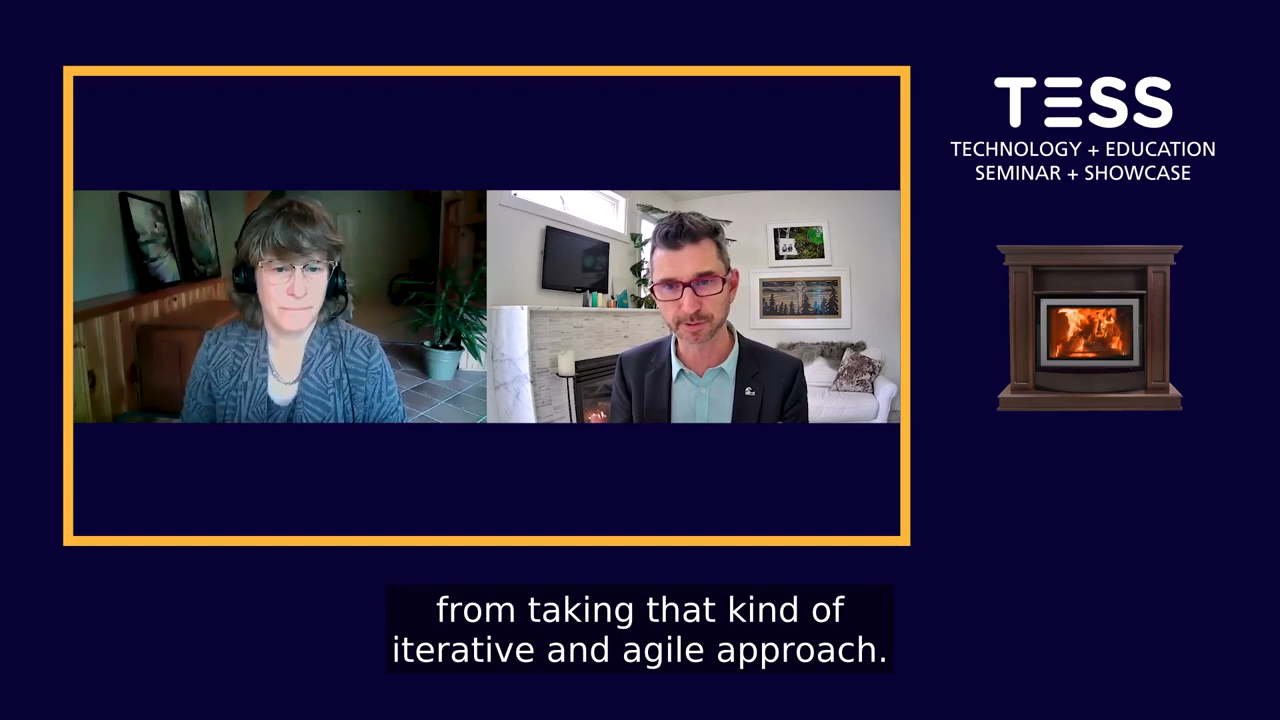 TESS
TECHNOLOGY + EDUCATION
SEMINAR + SHOWCASE
from taking that kind of
iterative and agile approach.